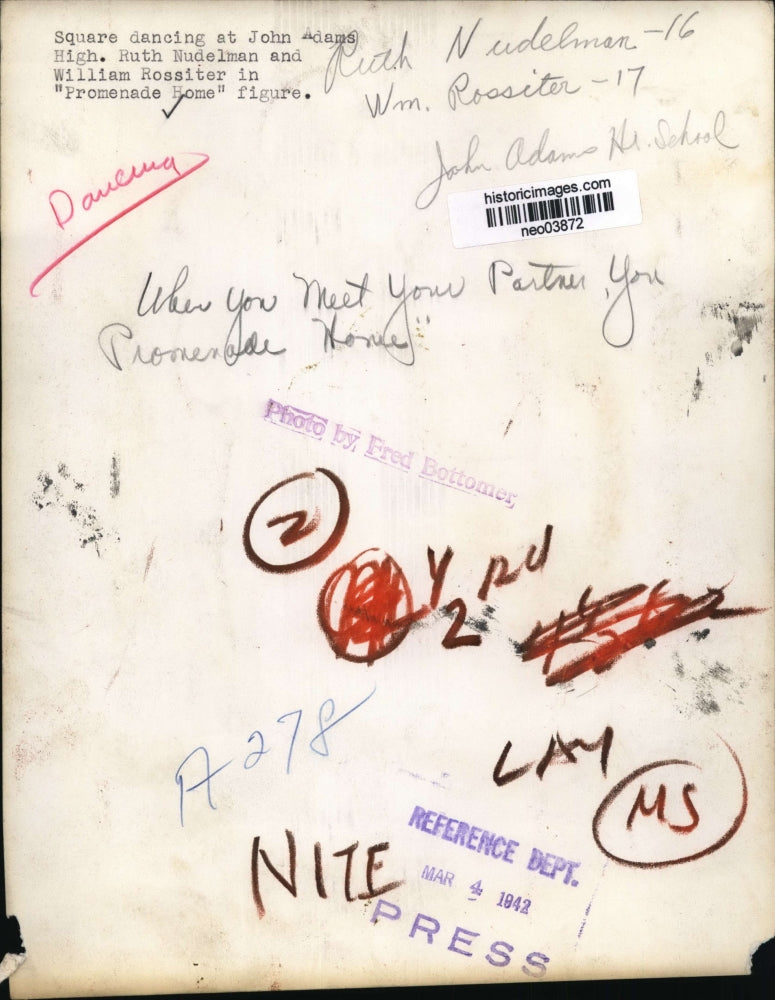 Square dancing at John Adams
High. Ruth Nudelman and
William Rossiter in
"Promenade Home" figure.
Ruth Nudelman - 16
Wm. Rossiter - 17
John Adams Hi. School
Dancing
historicimages.com
neo03872
When You Meet Your Partner, You
Promenade Home"
Photo by Fred Bottomer
2
2
A278
LAY
MS
NITE
REFERENCE DEPT.
MAR 4 1942
PRESS